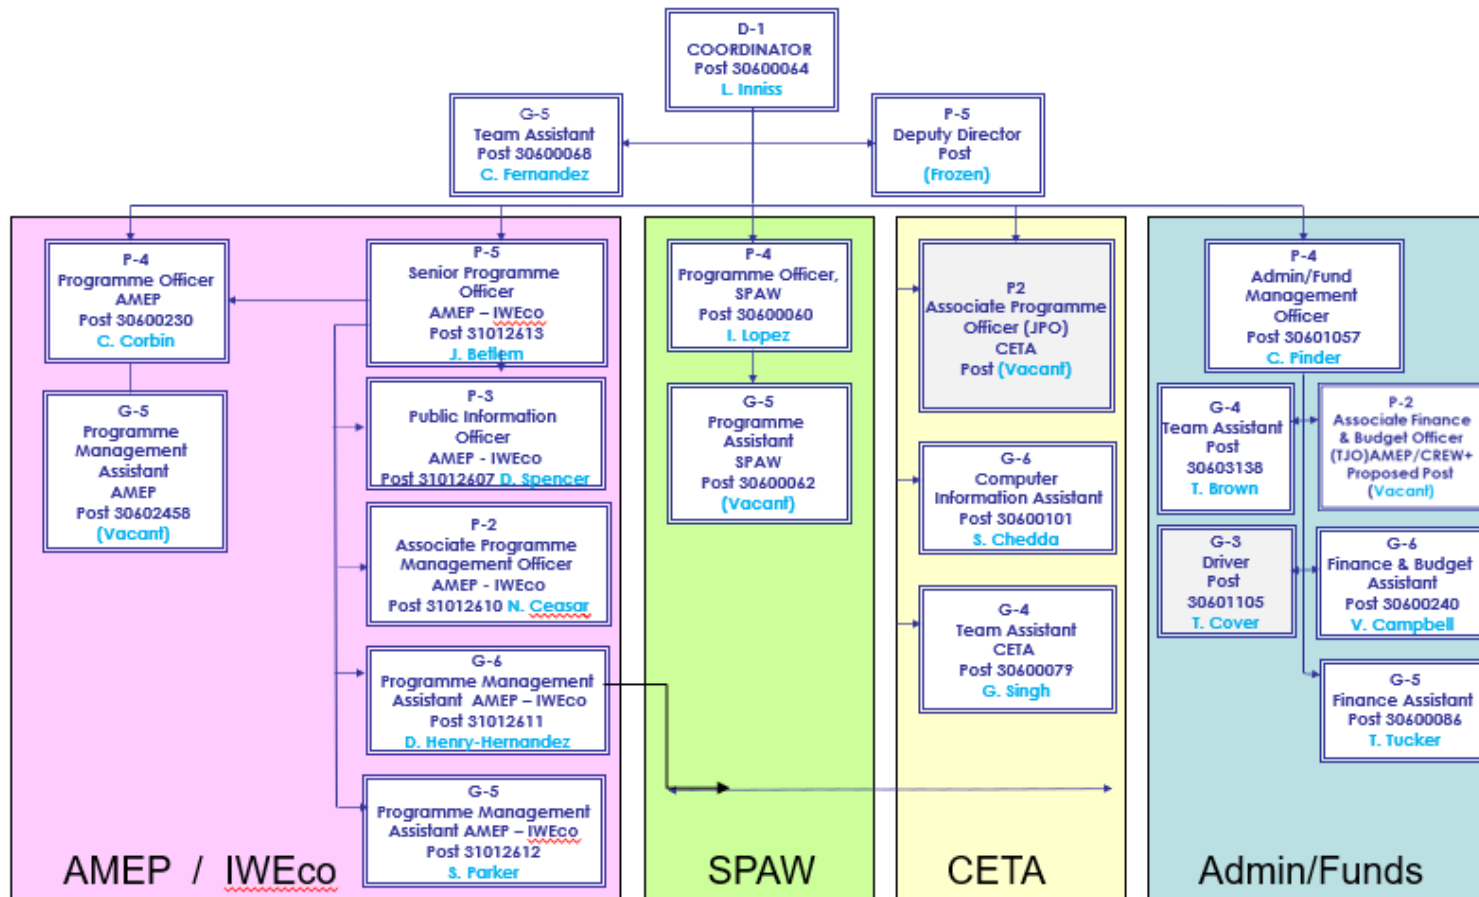 D-1
COORDINATOR
Post 30600064
L. Inniss
G-5
Team Assistant
Post 30600068
C. Fernandez
P-5
Deputy Director
Post
(Frozen)
P-4
Programme Officer
AMEP
Post 30600230
C. Corbin
G-5
Programme
Management
Assistant
AMEP
Post 30602458
(Vacant)
P-5
Senior Programme
Officer
AMEP – IWEco
Post 31012613
J. Betlem
P-3
Public Information
Officer
AMEP - IWEco
Post 31012607 D. Spencer
P-2
Associate Programme
Management Officer
AMEP - IWEco
Post 31012610 N. Ceasar
G-6
Programme Management
Assistant AMEP – IWEco
Post 31012611
D. Henry-Hernandez
G-5
Programme Management
Assistant AMEP – IWEco
Post 31012612
S. Parker
AMEP / IWEco
P-4
Programme Officer,
SPAW
Post 30600060
I. Lopez
G-5
Programme
Assistant
SPAW
Post 30600062
(Vacant)
SPAW
P2
Associate Programme
Officer (JPO)
CETA
Post (Vacant)
G-6
Computer
Information Assistant
Post 30600101
S. Chedda
G-4
Team Assistant
CETA
Post 30600079
G. Singh
CETA
P-4
Admin/Fund
Management
Officer
Post 30601057
C. Pinder
G-4
Team Assistant
Post
30603138
T. Brown
P-2
Associate Finance
& Budget Officer
(TJO)AMEP/CREW+
Proposed Post
(Vacant)
G-3
Driver
Post
30601105
T. Cover
G-6
Finance & Budget
Assistant
Post 30600240
V. Campbell
G-5
Finance Assistant
Post 30600086
T. Tucker
Admin/Funds